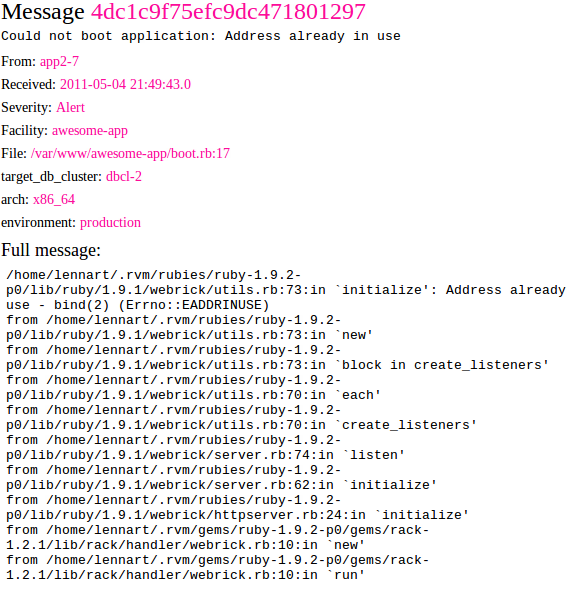 Message 4dc1c9f75efc9dc471801297
Could not boot application: Address already in use
From: app2-7
Received: 2011-05-04 21:49:43.0
Severity: Alert
Facility: awesome-app
File: /var/www/awesome-app/boot.rb:17
target_db_cluster: dbcl-2
arch: x86_64
environment: production
Full message:
/home/lennart/.rvm/rubies/ruby-1.9.2-
p0/lib/ruby/1.9.1/webrick/utils.rb:73:in `initialize': Address already
use - bind(2) (Errno::EADDRINUSE)
from /home/lennart/.rvm/rubies/ruby-1.9.2-
p0/lib/ruby/1.9.1/webrick/utils.rb:73:in `new'
from /home/lennart/.rvm/rubies/ruby-1.9.2-
p0/lib/ruby/1.9.1/webrick/utils.rb:73:in `block in create_listeners'
from /home/lennart/.rvm/rubies/ruby-1.9.2-
p0/lib/ruby/1.9.1/webrick/utils.rb:70:in `each'
from /home/lennart/.rvm/rubies/ruby-1.9.2-
p0/lib/ruby/1.9.1/webrick/utils.rb:70:in `create_listeners'
from /home/lennart/.rvm/rubies/ruby-1.9.2-
p0/lib/ruby/1.9.1/webrick/server.rb:74:in `listen'
from /home/lennart/.rvm/rubies/ruby-1.9.2-
p0/lib/ruby/1.9.1/webrick/server.rb:62:in `initialize'
from /home/lennart/.rvm/rubies/ruby-1.9.2-
p0/lib/ruby/1.9.1/webrick/httpserver.rb:24:in `initialize'
from /home/lennart/.rvm/gems/ruby-1.9.2-p0/gems/rack-
1.2.1/lib/rack/handler/webrick.rb:10:in `new'
from /home/lennart/.rvm/gems/ruby-1.9.2-p0/gems/rack-
1.2.1/lib/rack/handler/webrick.rb:10:in `run'